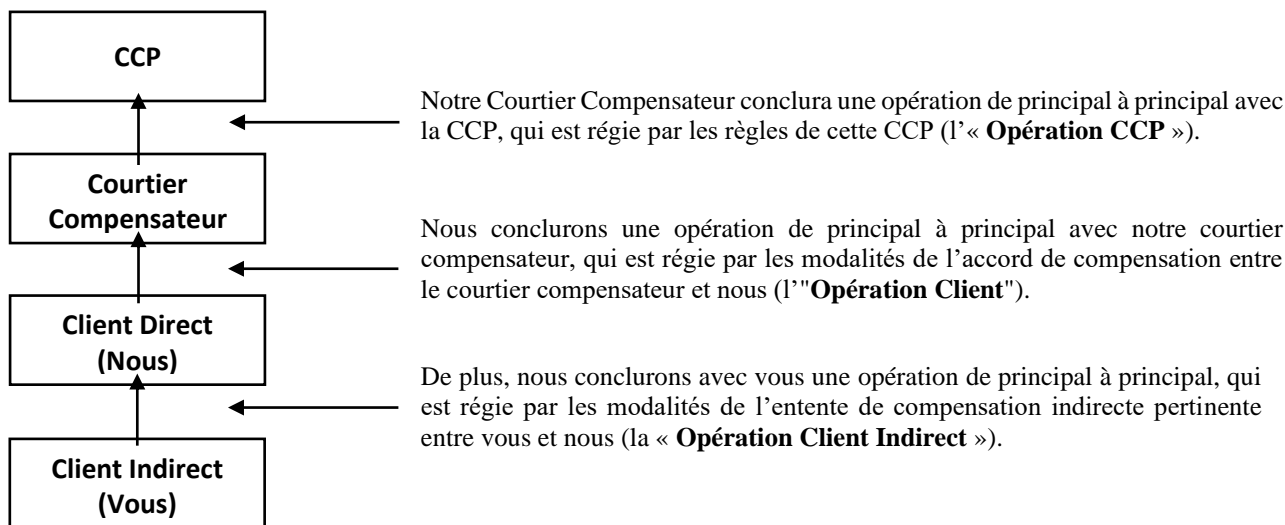 CCP
Notre Courtier Compensateur conclura une opération de principal à principal avec
la CCP, qui est régie par les règles de cette CCP (l’« Opération CCP »).
Courtier
Compensateur
Nous conclurons une opération de principal à principal avec notre courtier
compensateur, qui est régie par les modalités de l’accord de compensation entre
le courtier compensateur et nous (l’"Opération Client").
Client Direct
(Nous)
De plus, nous conclurons avec vous une opération de principal à principal, qui
est régie par les modalités de l’entente de compensation indirecte pertinente
entre vous et nous (la « Opération Client Indirect »).
Client Indirect
(Vous)